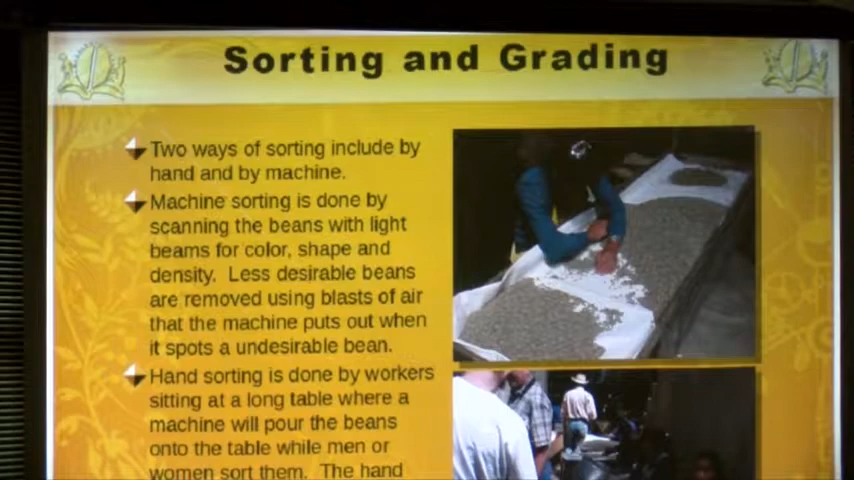 Sorting and Grading
Two ways of sorting include by
hand and by machine.
Machine sorting is done by
scanning the beans with light
beams for color, shape and
density. Less desirable beans
are removed using blasts of air
that the machine puts out when
it spots a undesirable bean.
Hand sorting is done by workers
sitting at a long table where a
machine will pour the beans
onto the table while men or
women sort them. The hand